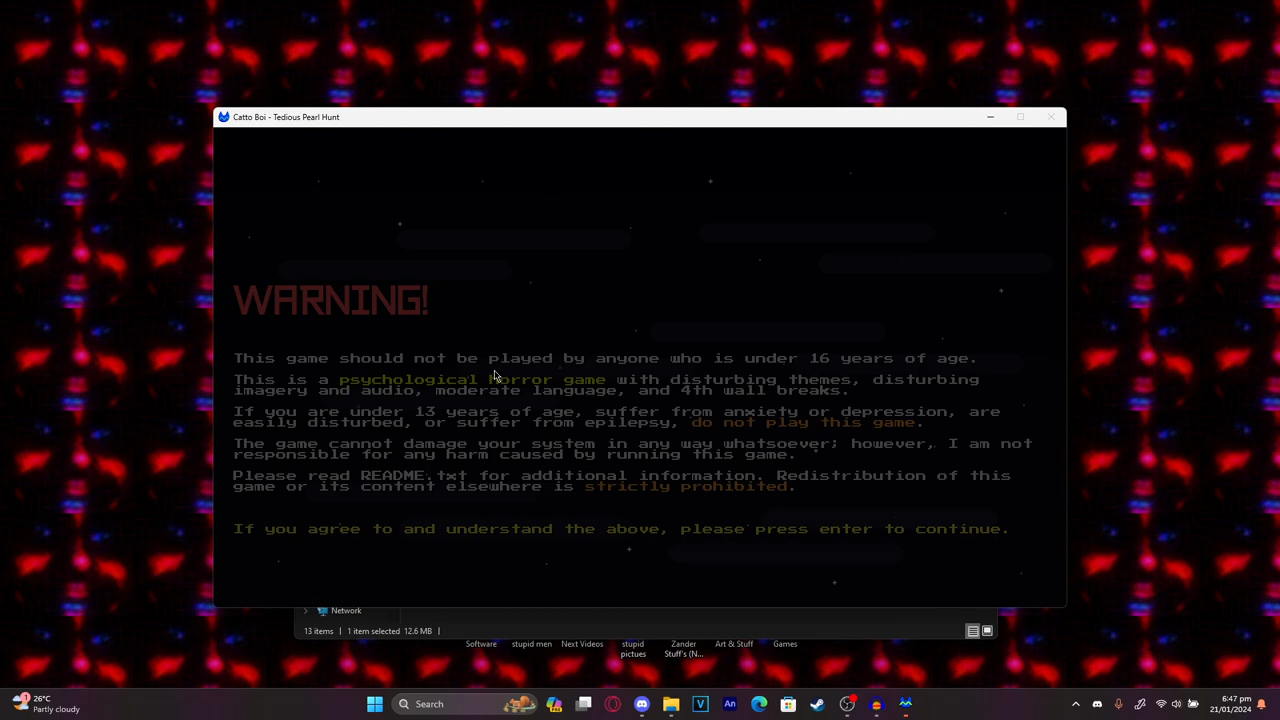 Catto Boi - Tedious Pearl Hunt
WARNING!
This game should not be played by anyone who is under 16 years of age.
This is a psychological horror game with disturbing themes, disturbing
imagery and audio, moderate language, and 4th wall breaks.
If you are under 13 years of age, suffer from anxiety or depression, are
easily disturbed, or suffer from epilepsy, do not play this game.
The game cannot damage your system in any way whatsoever; however, I am not
responsible for any harm caused by running this game.
Please read README.txt for additional information. Redistribution of this
game or its content elsewhere is strictly prohibited.
If you agree to and understand the above, please press enter to continue.
Network
13 items | 1 item selected 12.6 MB |
Software stupid men Next Videos stupid Zander Art & Stuff Games
pictues Stuff's (N...
1 26°C
Partly cloudy
Search
V
An
6:47 pm
21/01/2024